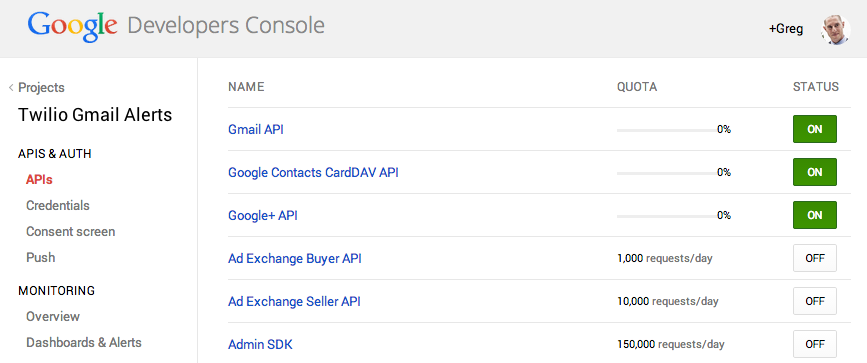 Google Developers Console
+Greg
< Projects
Twilio Gmail Alerts
APIS & AUTH
APIs
Credentials
Consent screen
Push
MONITORING
Overview
Dashboards & Alerts
NAME QUOTA STATUS
Gmail API 0% ON
Google Contacts CardDAV API 0% ON
Google+ API 0% ON
Ad Exchange Buyer API 1,000 requests/day OFF
Ad Exchange Seller API 10,000 requests/day OFF
Admin SDK 150,000 requests/day OFF